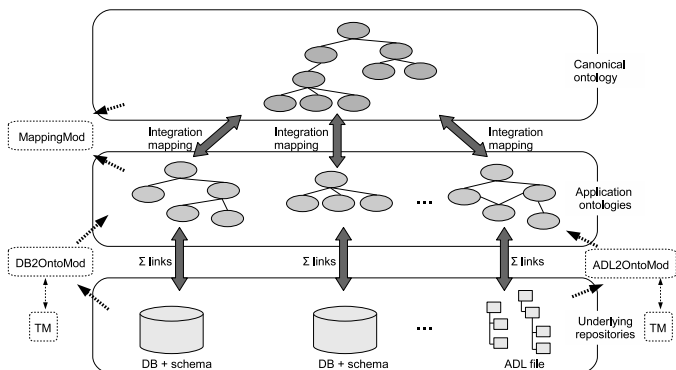 Canonical
ontology
MappingMod
Integration
mapping
Integration
mapping
Integration
mapping
Application
ontologies
...
DB2OntoMod
Σ links
Σ links
Σ links
ADL2OntoMod
TM
...
Underlying
repositories
TM
DB + schema
DB + schema
ADL file